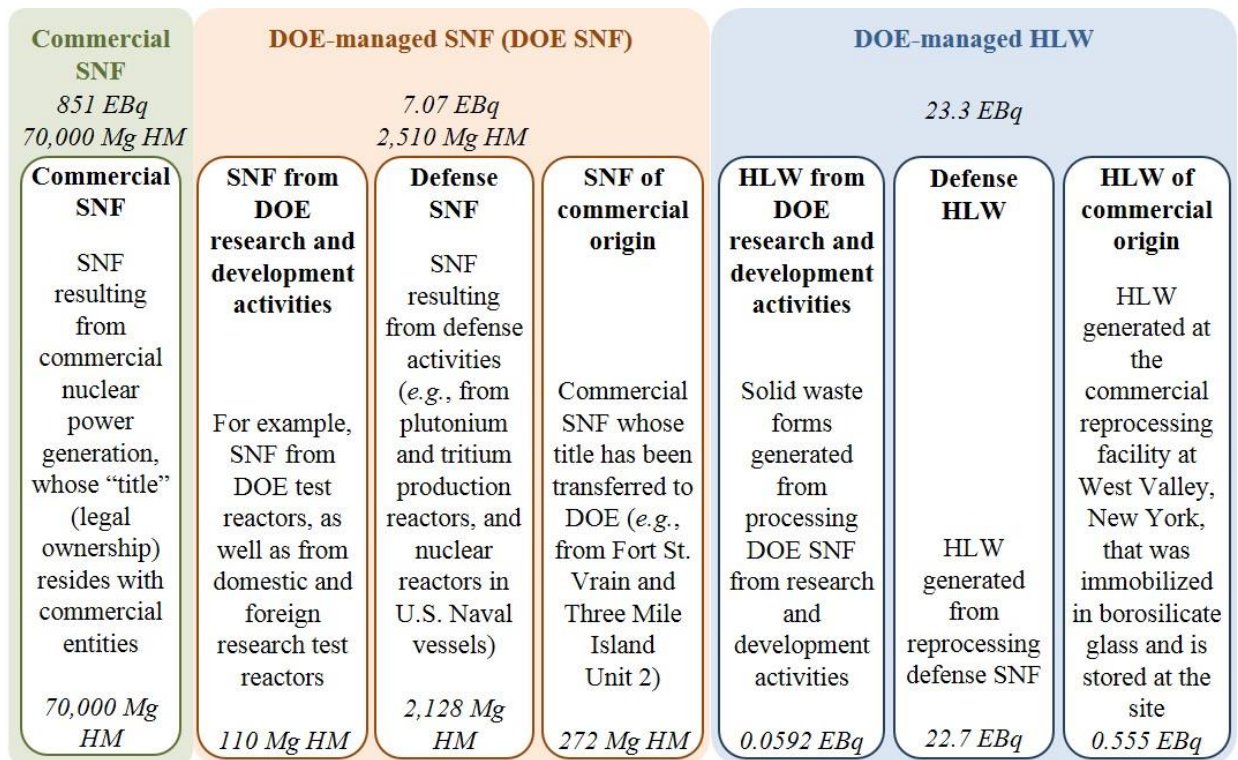 Commercial
SNF
851 EBq
70,000 Mg HM
Commercial
SNF
SNF
resulting
from
commercial
nuclear
power
generation,
whose “title”
(legal
ownership)
resides with
commercial
entities
70,000 Mg
HM
DOE-managed SNF (DOE SNF)
7.07 EBq
2,510 Mg HM
SNF from
DOE
research and
development
activities
For example,
SNF from
DOE test
reactors, as
well as from
domestic and
foreign
research test
reactors
110 Mg HM
Defense
SNF
SNF
resulting
from defense
activities
(e.g., from
plutonium
and tritium
production
reactors, and
nuclear
reactors in
U.S. Naval
vessels)
2,128 Mg
HM
SNF of
commercial
origin
Commercial
SNF whose
title has been
transferred to
DOE (e.g.,
from Fort St.
Vrain and
Three Mile
Island
Unit 2)
272 Mg HM
DOE-managed HLW
23.3 EBq
HLW from
DOE
research and
development
activities
Solid waste
forms
generated
from
processing
DOE SNF
from research
and
development
activities
0.0592 EBq
Defense
HLW
HLW
generated
from
reprocessing
defense SNF
22.7 EBq
HLW of
commercial
origin
HLW
generated at
the
commercial
reprocessing
facility at
West Valley,
New York,
that was
immobilized
in borosilicate
glass and is
stored at the
site
0.555 EBq